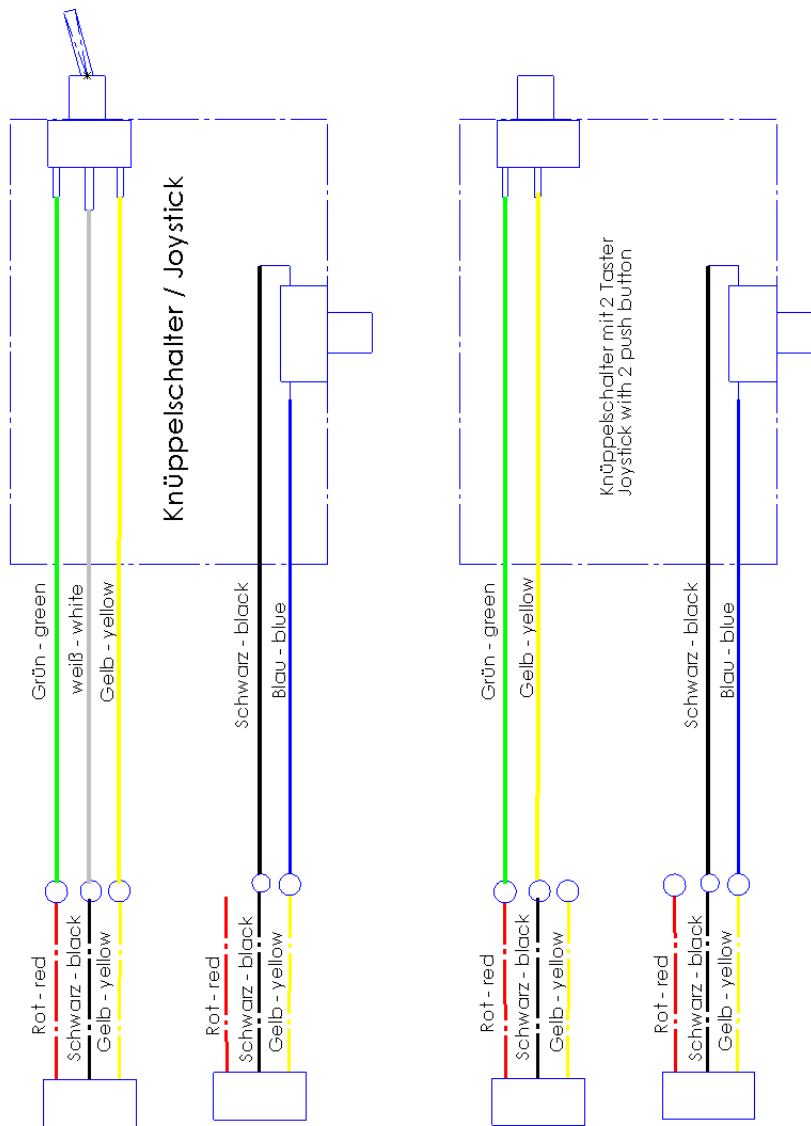 Knüppelschalter / Joystick
Grün - green
weiß - white
Gelb - yellow
Schwarz - black
Blau - blue
Rot - red
Schwarz - black
Gelb - yellow
Rot - red
Schwarz - black
Gelb - yellow
Knüppelschalter mit 2 Taster
Joystick with 2 push button
Grün - green
Gelb - yellow
Schwarz - black
Blau - blue
Rot - red
Schwarz - black
Gelb - yellow
Rot - red
Schwarz - black
Gelb - yellow